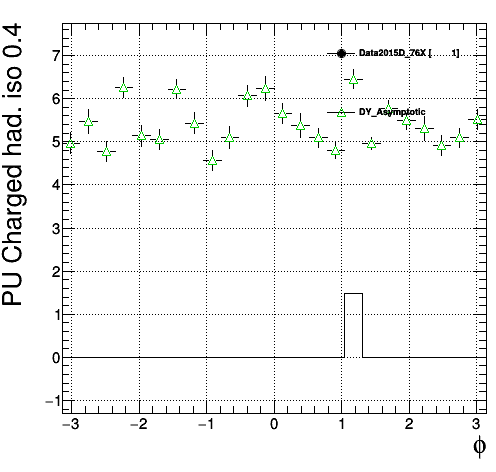 PU Charged had. iso 0.4
7
6
5
4
3
2
1
0
−1
Data2015D_76X [ 1]
DY_Asymptotic
−3 −2 −1 0 1 2 3
ϕ